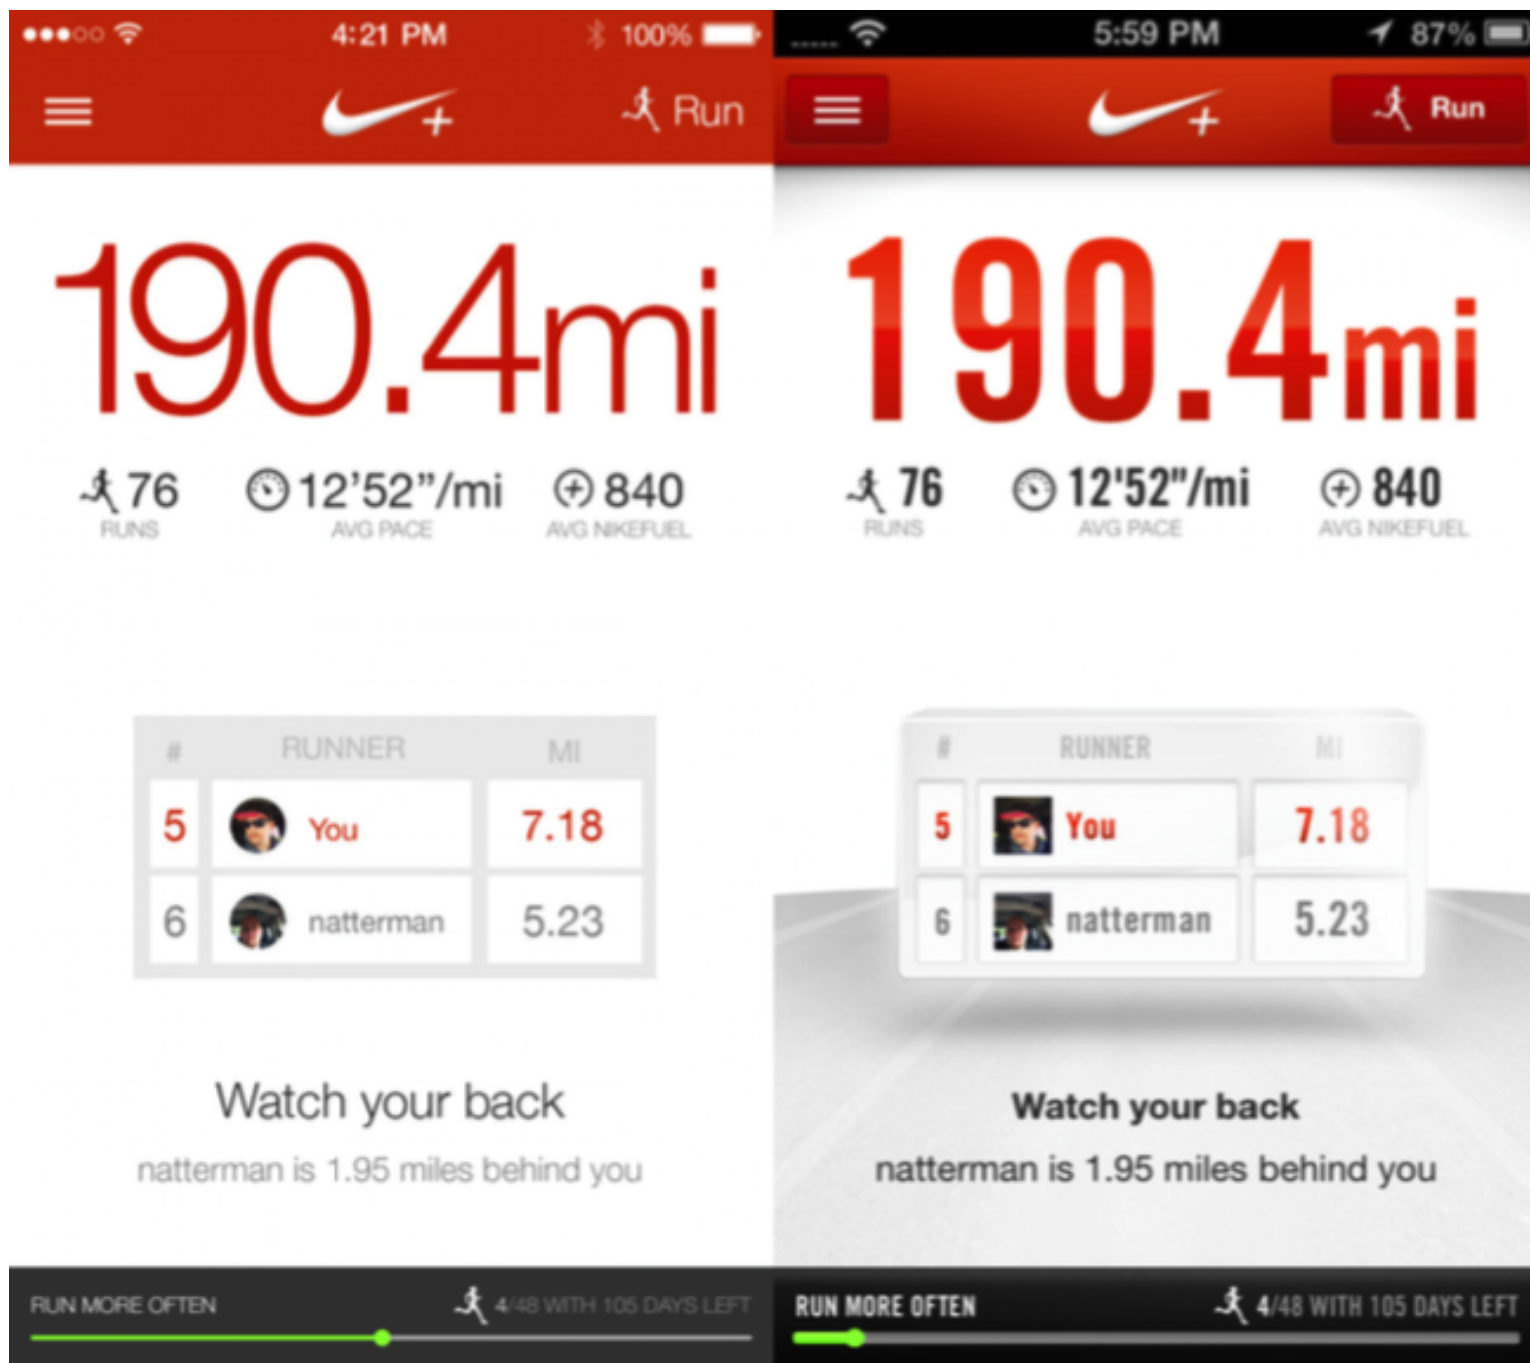 4:21 PM 100%
Run
190.4mi
76 12’52”/mi 840
RUNS AVG PACE AVG NIKEFUEL
# RUNNER MI
5 You 7.18
6 natterman 5.23
Watch your back
natterman is 1.95 miles behind you
RUN MORE OFTEN 4/48 WITH 105 DAYS LEFT
5:59 PM 87%
Run
190.4mi
76 12'52"/mi 840
RUNS AVG PACE AVG NIKEFUEL
# RUNNER MI
5 You 7.18
6 natterman 5.23
Watch your back
natterman is 1.95 miles behind you
RUN MORE OFTEN 4/48 WITH 105 DAYS LEFT